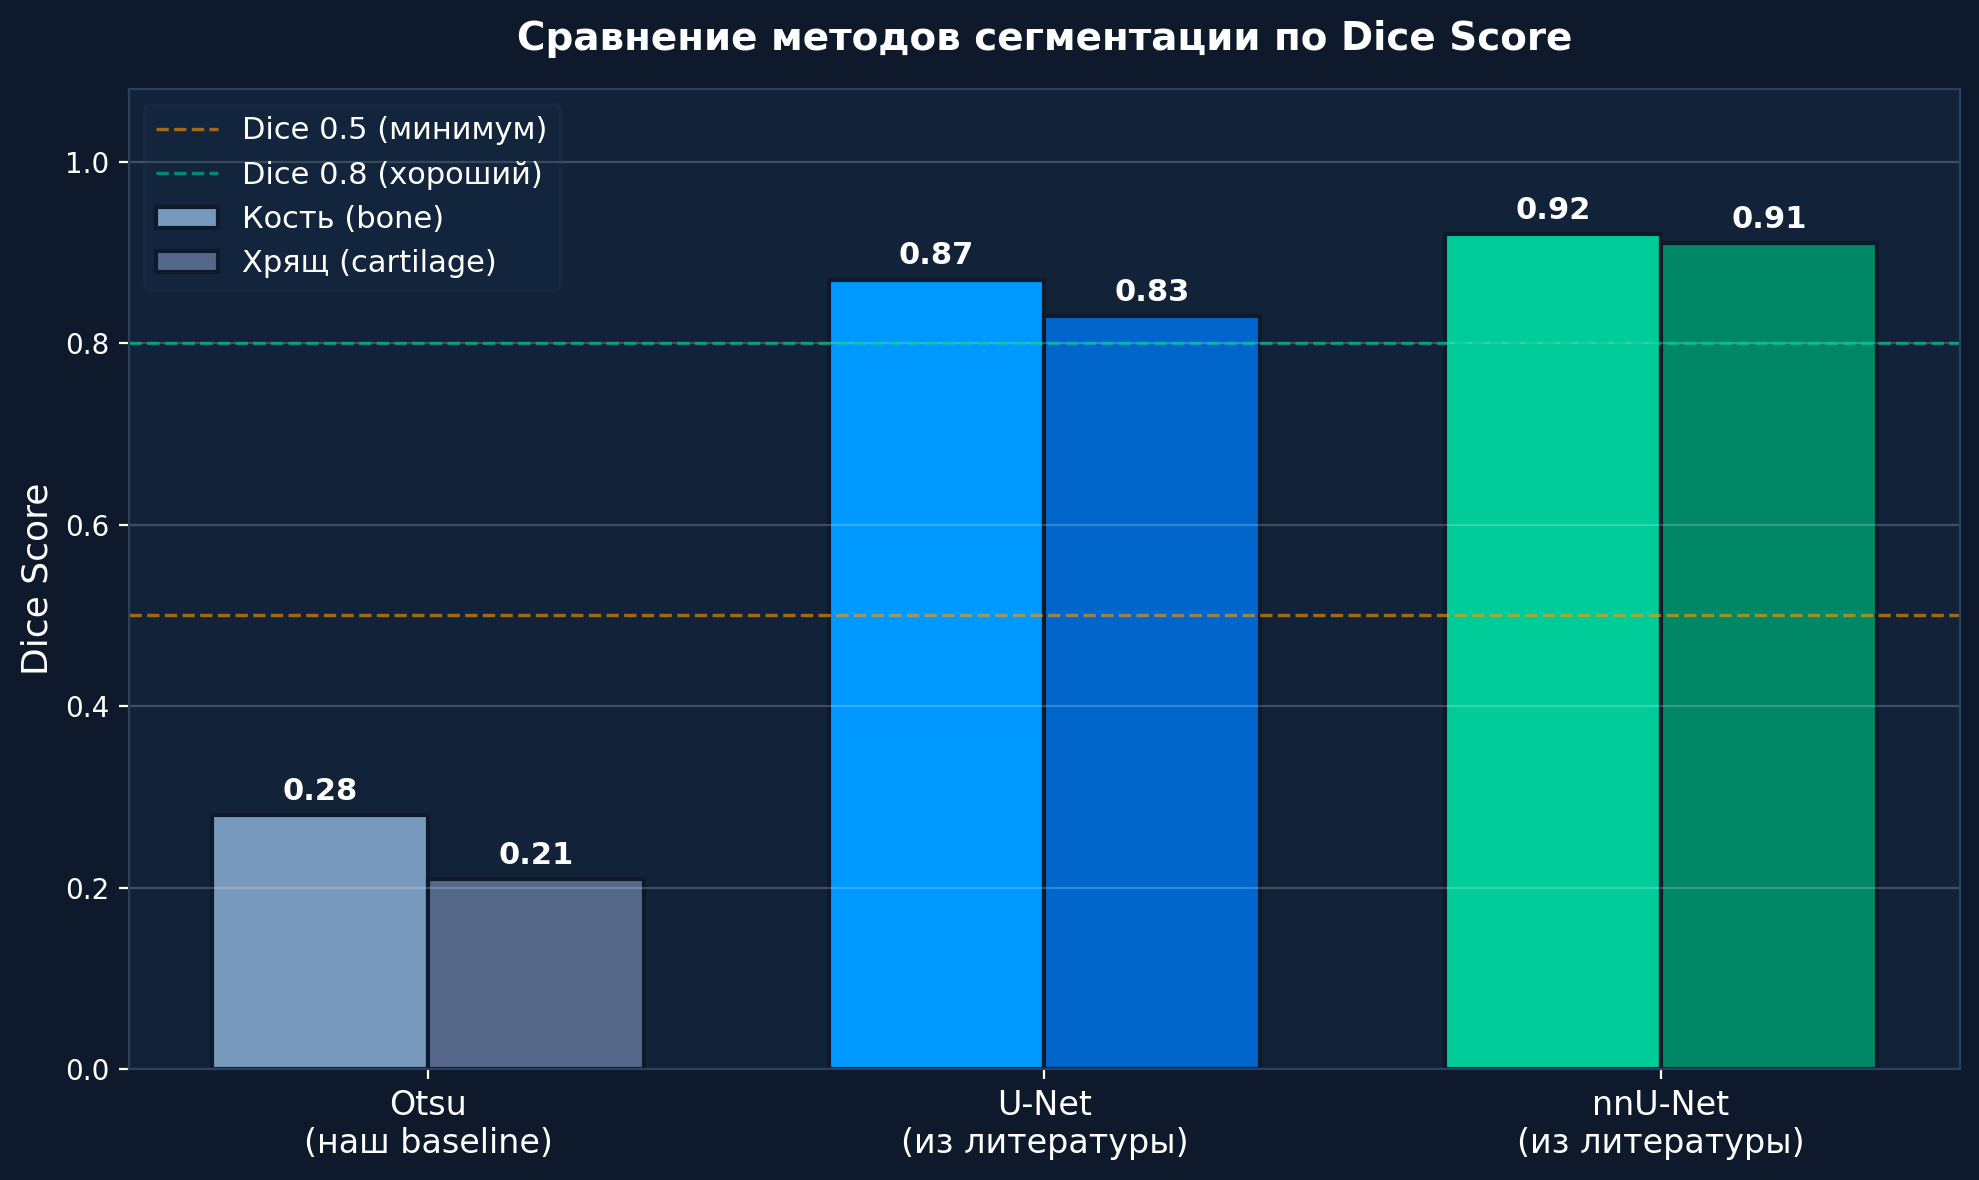 Сравнение методов сегментации по Dice Score
Dice 0.5 (минимум)
Dice 0.8 (хороший)
Кость (bone)
Хрящ (cartilage)
Dice Score
1.0
0.8
0.6
0.4
0.2
0.0
0.28
0.21
0.87
0.83
0.92
0.91
Otsu
(наш baseline)
U-Net
(из литературы)
nnU-Net
(из литературы)